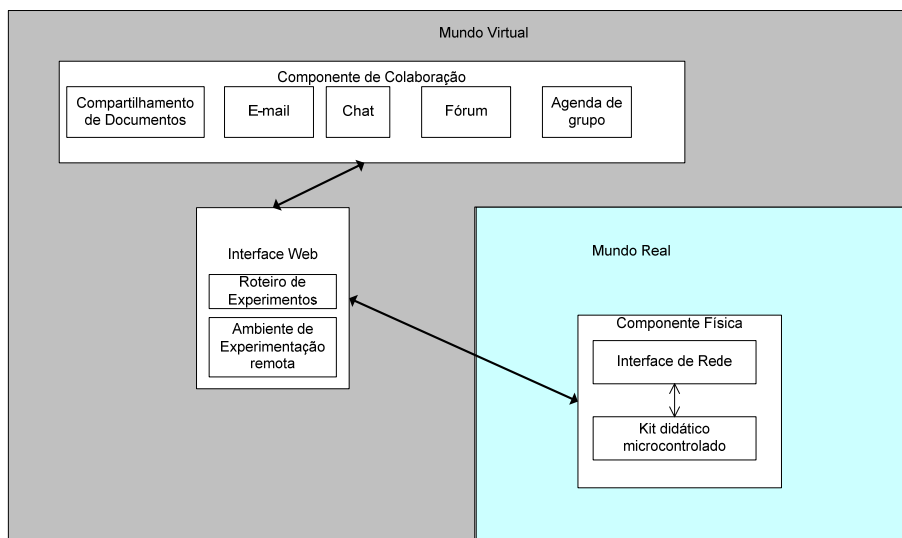 Mundo Virtual
Componente de Colaboração
Compartilhamento
de Documentos
E-mail
Chat
Fórum
Agenda de
grupo
Interface Web
Roteiro de
Experimentos
Ambiente de
Experimentação
remota
Mundo Real
Componente Física
Interface de Rede
Kit didático
microcontrolado